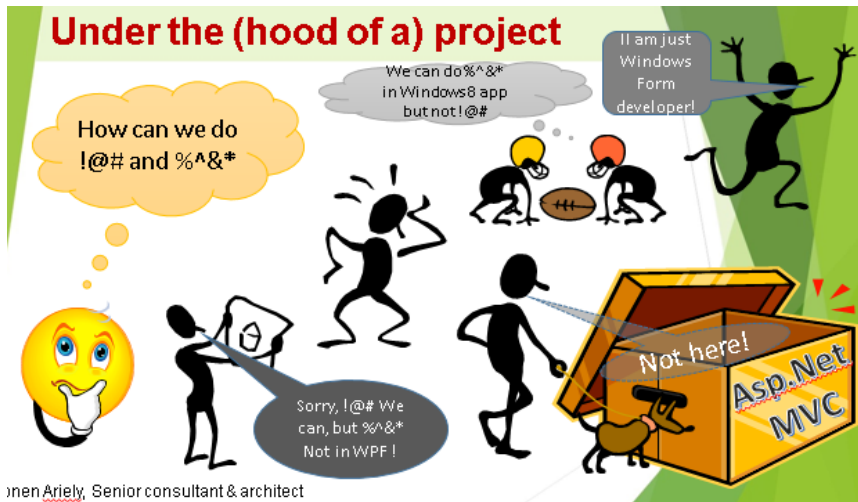 Under the (hood of a) project
II am just
Windows
Form
developer!
We can do%^&*
in Windows8 app
but not !@#
How can we do
!@# and %^&*
Not here!
Asp.Net
MVC
Sorry, !@# We
can, but %^&*
Not in WPF !
Ariely, Senior consultant & architect